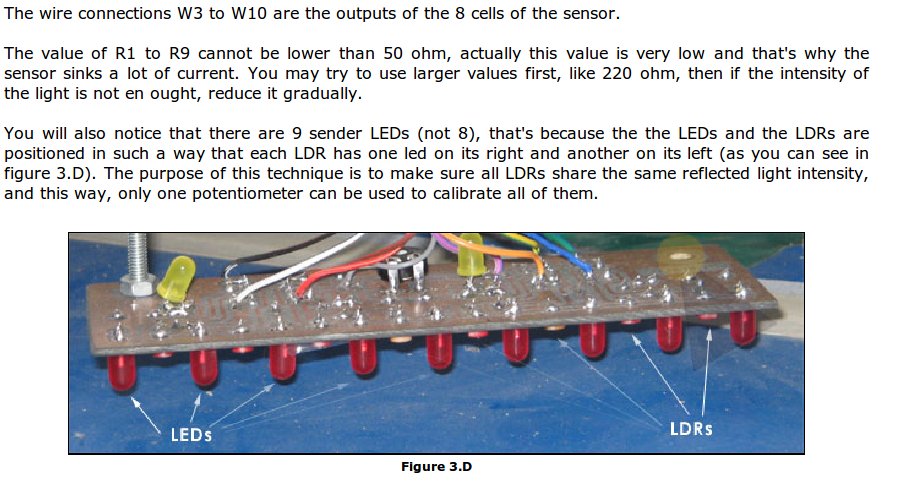 The wire connections W3 to W10 are the outputs of the 8 cells of the sensor.
The value of R1 to R9 cannot be lower than 50 ohm, actually this value is very low and that's why the
sensor sinks a lot of current. You may try to use larger values first, like 220 ohm, then if the intensity of
the light is not en ought, reduce it gradually.
You will also notice that there are 9 sender LEDs (not 8), that's because the the LEDs and the LDRs are
positioned in such a way that each LDR has one led on its right and another on its left (as you can see in
figure 3.D). The purpose of this technique is to make sure all LDRs share the same reflected light intensity,
and this way, only one potentiometer can be used to calibrate all of them.
LEDs
LDRs
Figure 3.D